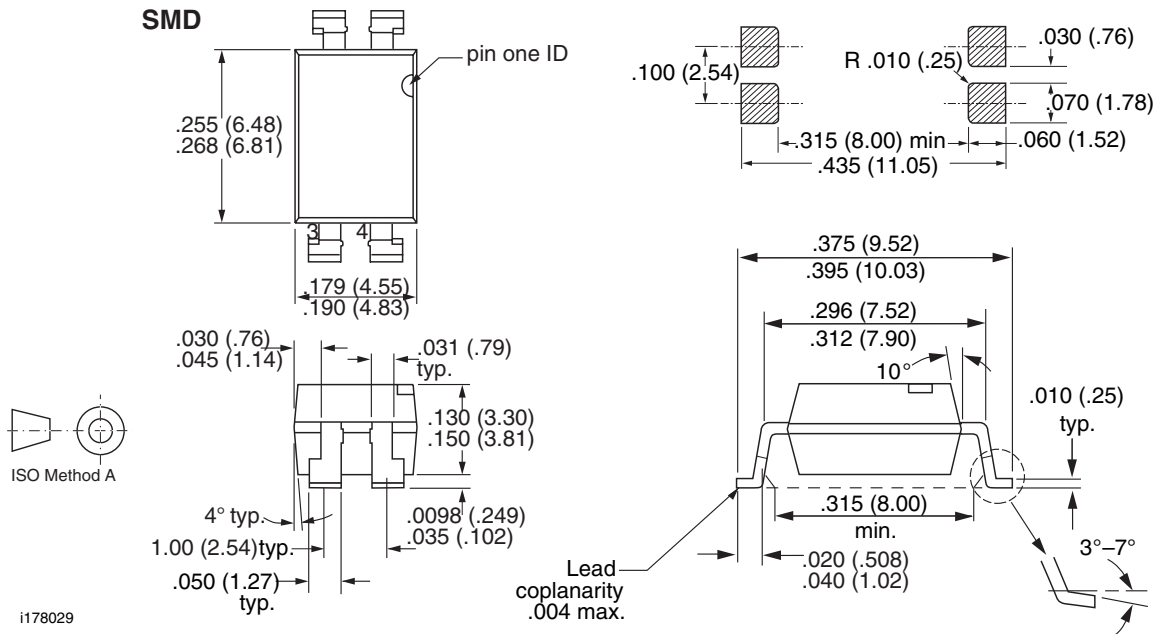 SMD
pin one ID
.255 (6.48)
.268 (6.81)
3 4
.179 (4.55)
.190 (4.83)
.100 (2.54)
R .010 (.25)
.030 (.76)
.070 (1.78)
.315 (8.00) min
.060 (1.52)
.435 (11.05)
.030 (.76)
.045 (1.14)
.031 (.79)
typ.
.130 (3.30)
.150 (3.81)
ISO Method A
4° typ.
.0098 (.249)
.035 (.102)
1.00 (2.54)typ.
.050 (1.27)
typ.
.375 (9.52)
.395 (10.03)
.296 (7.52)
.312 (7.90)
10°
.010 (.25)
typ.
.315 (8.00)
min.
.020 (.508)
.040 (1.02)
3°–7°
Lead
coplanarity
.004 max.
i178029